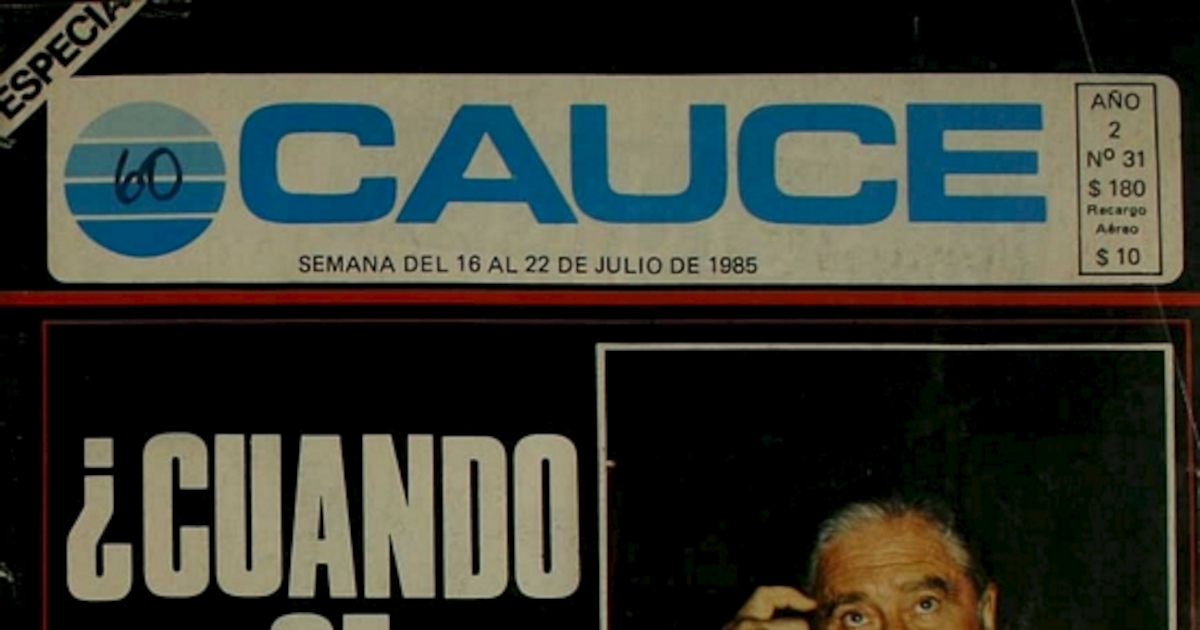 ESPECIA
60
CAUCE
AÑO
2
Nº 31
$ 180
Recargo
Aéreo
$ 10
SEMANA DEL 16 AL 22 DE JULIO DE 1985
¿CUANDO